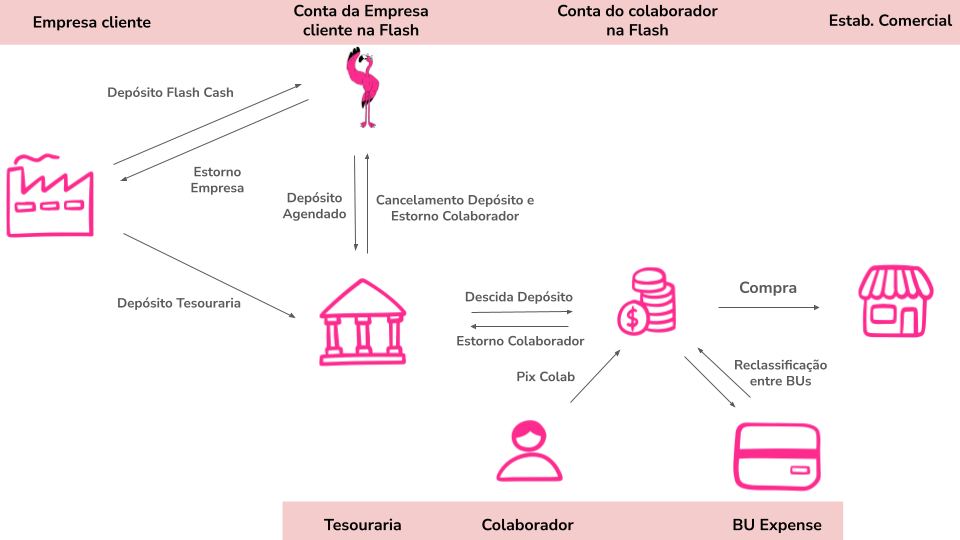 Empresa cliente
Conta da Empresa
cliente na Flash
Conta do colaborador
na Flash
Estab. Comercial
Depósito Flash Cash
Estorno
Empresa
Depósito
Agendado
Cancelamento Depósito e
Estorno Colaborador
Depósito Tesouraria
Descida Depósito
Estorno Colaborador
Compra
Pix Colab
Reclassificação
entre BUs
$
Tesouraria
Colaborador
BU Expense